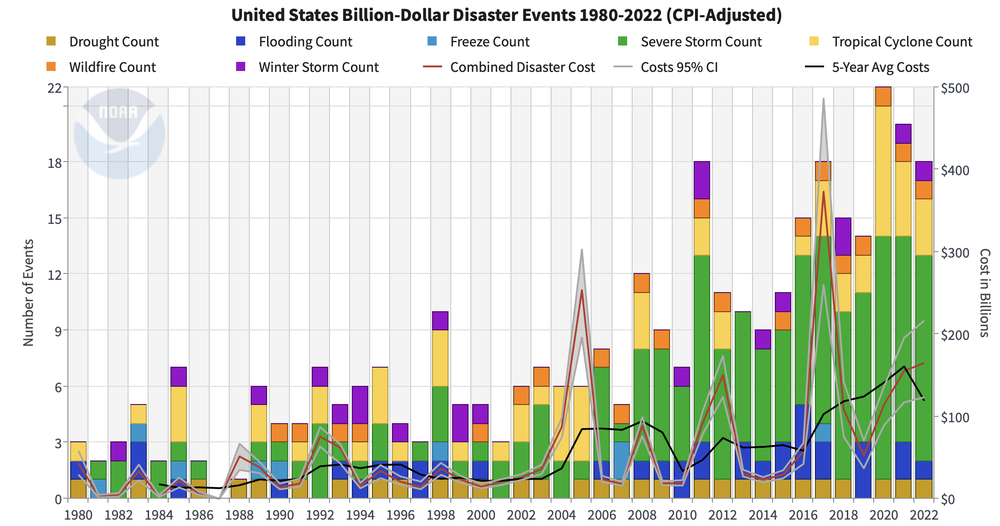 United States Billion-Dollar Disaster Events 1980-2022 (CPI-Adjusted)
Drought Count Flooding Count Freeze Count Severe Storm Count Tropical Cyclone Count
Wildfire Count Winter Storm Count Combined Disaster Cost Costs 95% CI 5-Year Avg Costs
NOAA
22 $500
18 $400
15
12 $300
9 $200
6
3 $100
0 $0
Number of Events
Cost in Billions
1980 1982 1984 1986 1988 1990 1992 1994 1996 1998 2000 2002 2004 2006 2008 2010 2012 2014 2016 2018 2020 2022